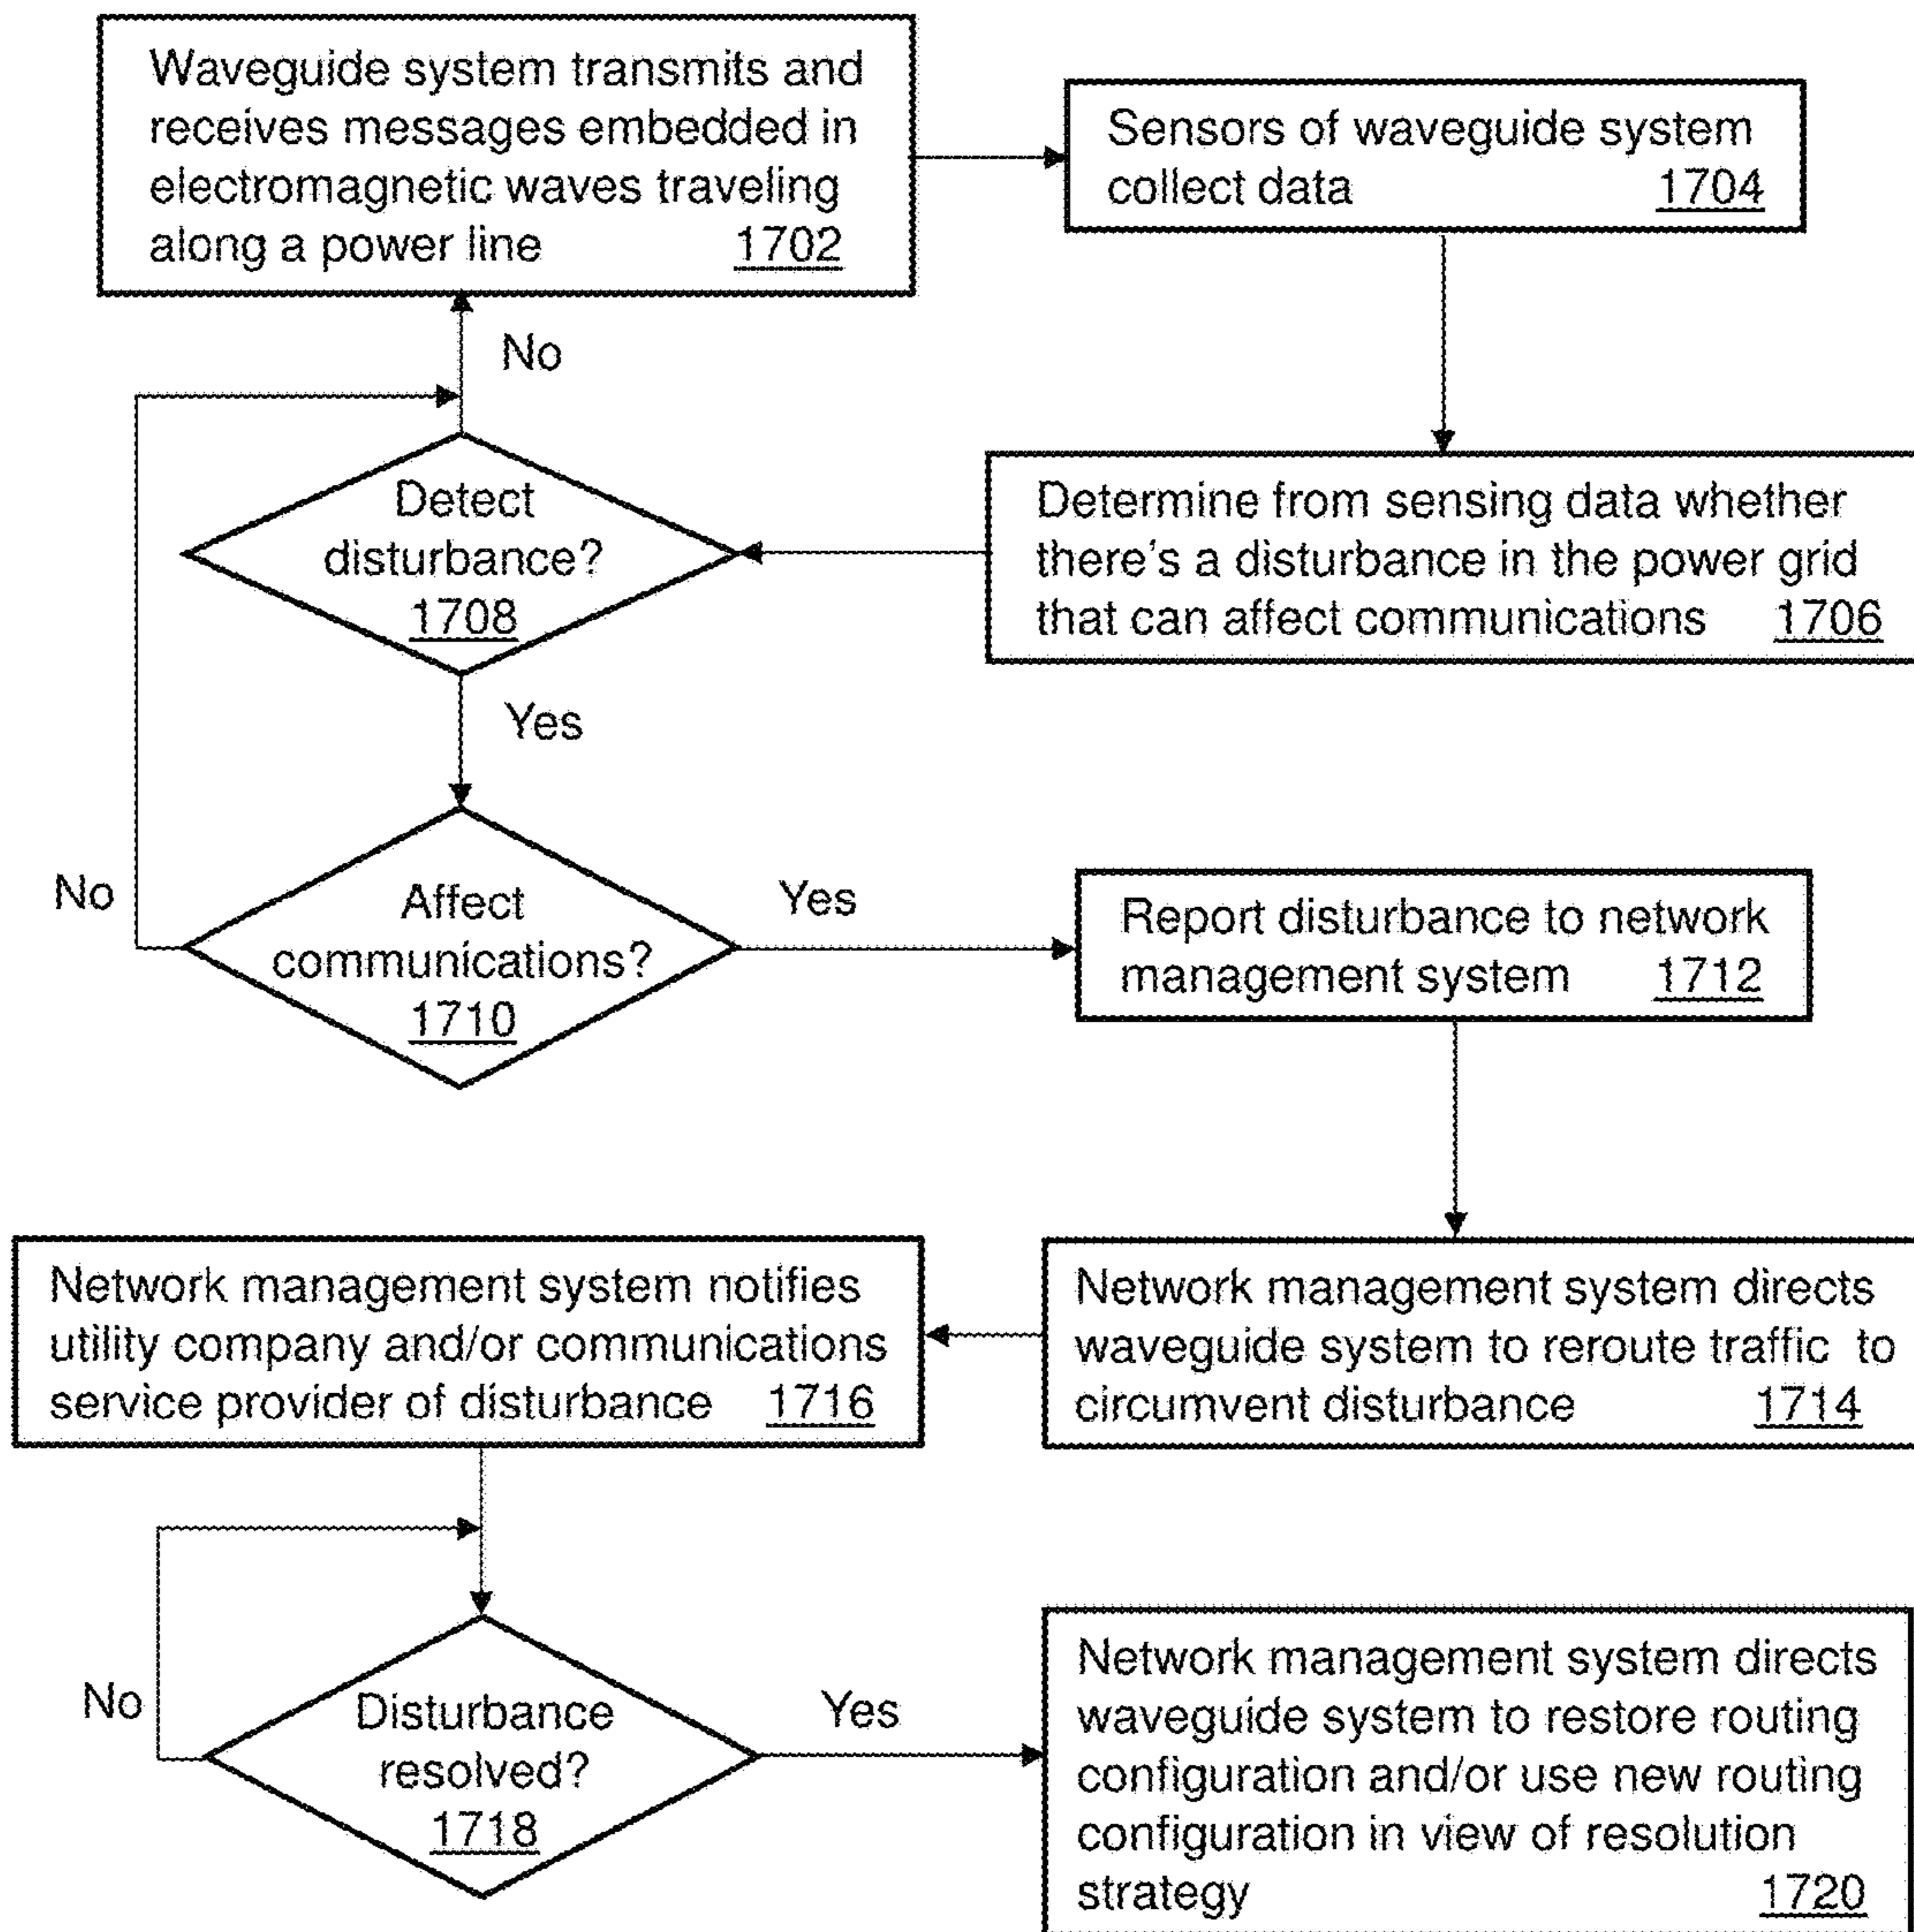 Waveguide system transmits and
receives messages embedded in
electromagnetic waves traveling
along a power line 1702
Sensors of waveguide system
collect data 1704
No
Detect
disturbance?
1708
Determine from sensing data whether
there's a disturbance in the power grid
that can affect communications 1706
Yes
No
Affect
communications?
1710
Yes
Report disturbance to network
management system 1712
Network management system notifies
utility company and/or communications
service provider of disturbance 1716
Network management system directs
waveguide system to reroute traffic to
circumvent disturbance 1714
No
Disturbance
resolved?
1718
Yes
Network management system directs
waveguide system to restore routing
configuration and/or use new routing
configuration in view of resolution
strategy 1720